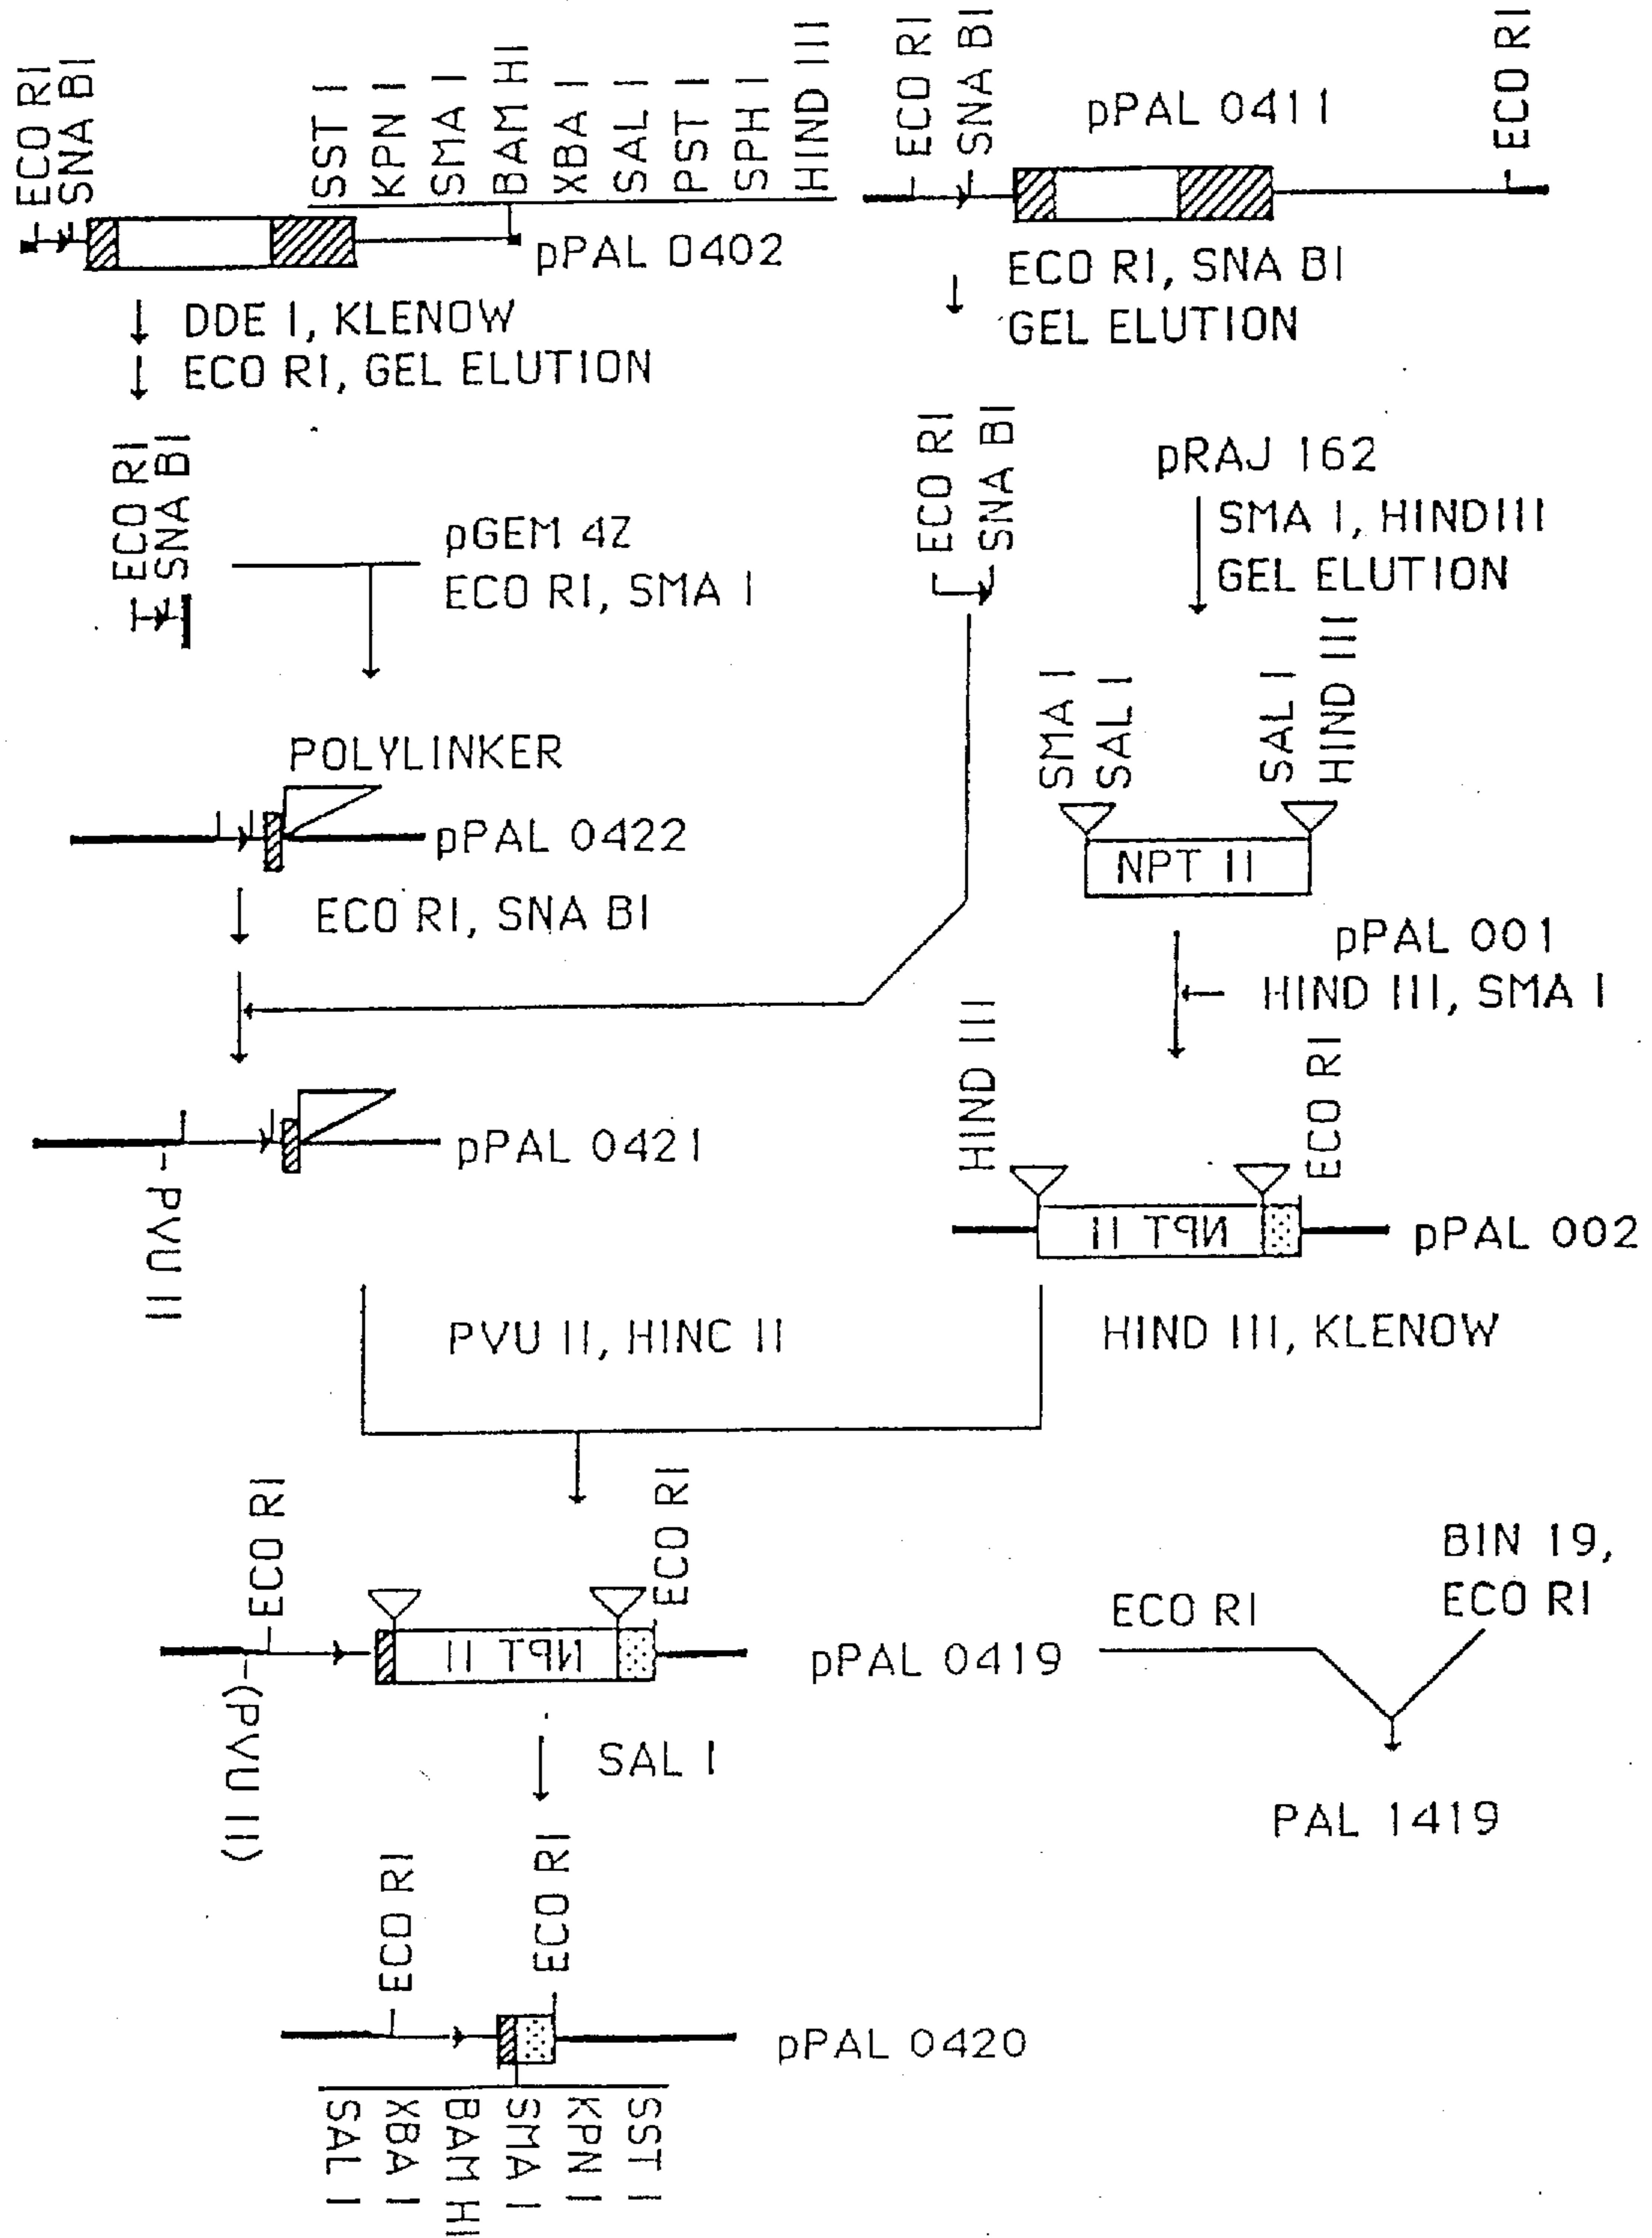 ECO RI
SNA BI
SST I
KPN I
SMA I
BAM HI
XBA I
SAL I
PST I
SPH I
HIND III
pPAL 0402
ECO RI
SNA BI
pPAL 0411
ECO RI
DDE I, KLENOW
ECO RI, GEL ELUTION
ECO RI, SNA BI
GEL ELUTION
ECO RI
SNA BI
pGEM 4Z
ECO RI, SMA I
ECO RI
SNA BI
pRAJ 162
SMA I, HINDIII
GEL ELUTION
SMA I
SAL I
SAL I
HIND III
NPT II
POLYLINKER
pPAL 0422
ECO RI, SNA BI
pPAL 001
HIND III, SMA I
pPAL 0421
PVU II
HIND III
ECO RI
NPT II
pPAL 002
PVU II, HINC II
HIND III, KLENOW
ECO RI
ECO RI
NPT II
(PVU II)
pPAL 0419
ECO RI
BIN 19,
ECO RI
PAL 1419
SAL I
ECO RI
ECO RI
pPAL 0420
SAL I
XBA I
BAM HI
SMA I
KPN I
SST I